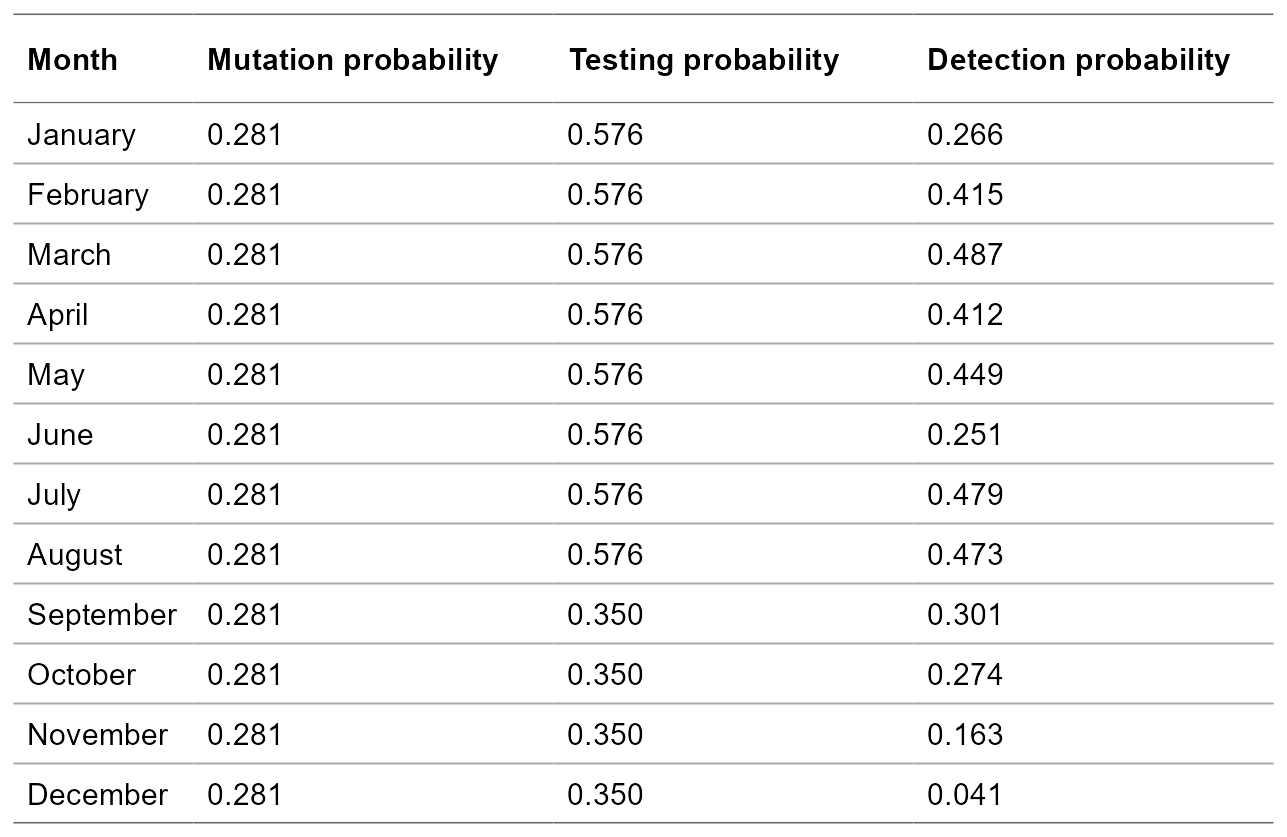 Month Mutation probability Testing probability Detection probability
January 0.281 0.576 0.266
February 0.281 0.576 0.415
March 0.281 0.576 0.487
April 0.281 0.576 0.412
May 0.281 0.576 0.449
June 0.281 0.576 0.251
July 0.281 0.576 0.479
August 0.281 0.576 0.473
September 0.281 0.350 0.301
October 0.281 0.350 0.274
November 0.281 0.350 0.163
December 0.281 0.350 0.041